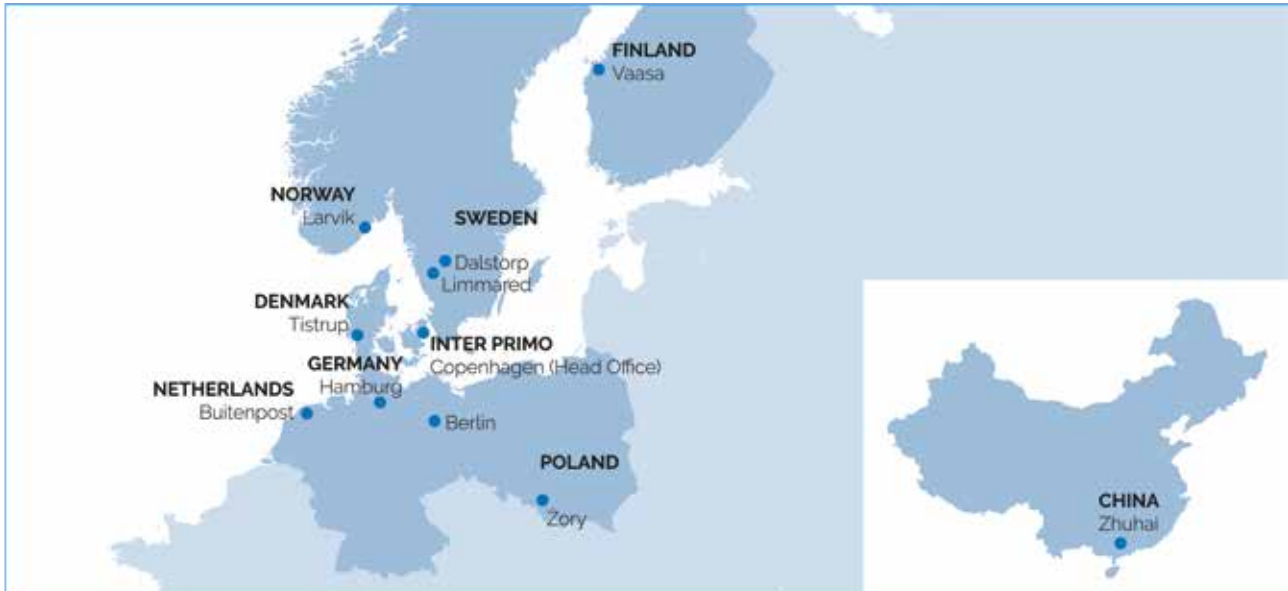 FINLAND
Vaasa
NORWAY
Larvik
SWEDEN
Dalstorp
Limmared
DENMARK
Tistrup
INTER PRIMO
Copenhagen (Head Office)
GERMANY
Hamburg
NETHERLANDS
Buitenpost
Berlin
POLAND
Żory
CHINA
Zhuhai